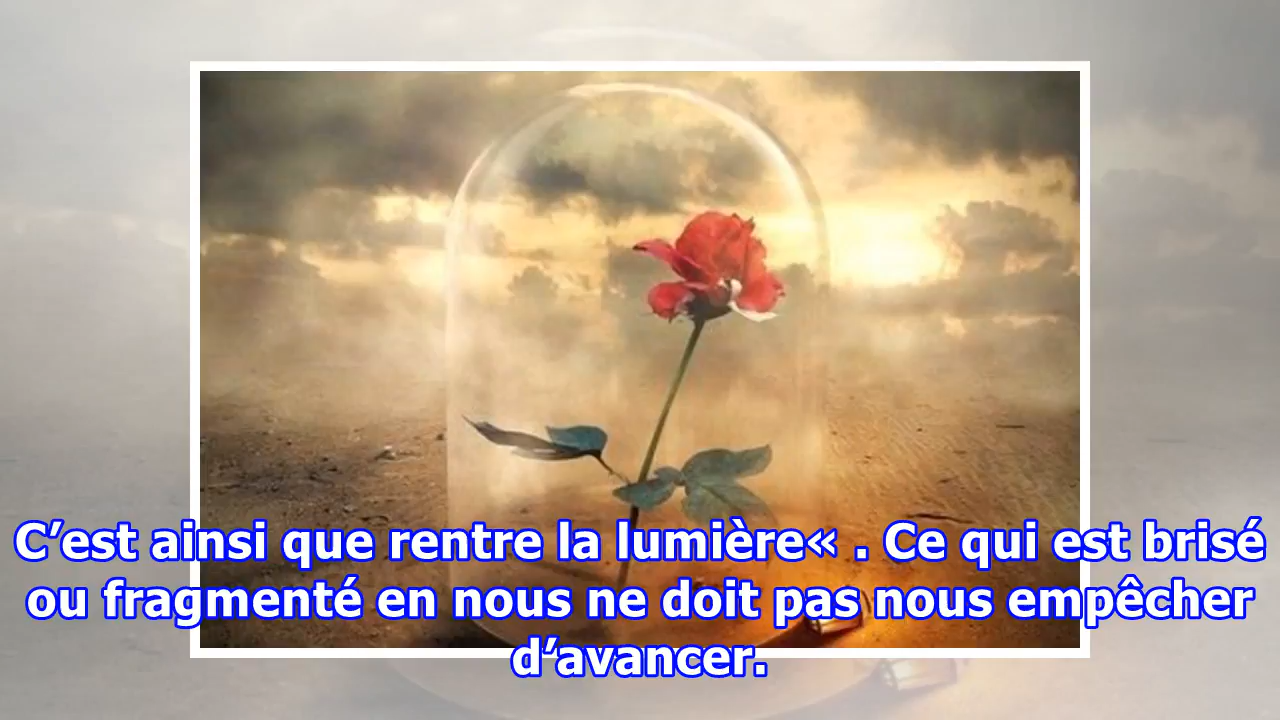 C’est ainsi que rentre la lumière« . Ce qui est brisé
ou fragmenté en nous ne doit pas nous empêcher
d’avancer.